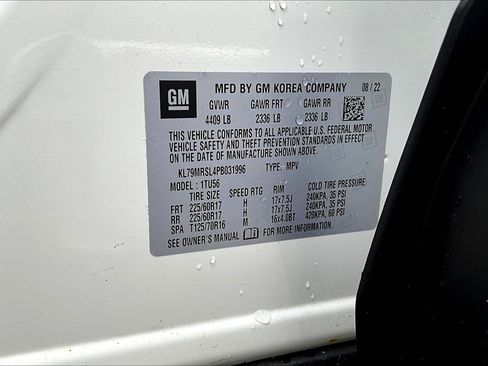 GM
MFD BY GM KOREA COMPANY 08 / 22
GVWR GAWR FRT GAWR RR
4409 LB 2336 LB 2336 LB
THIS VEHICLE CONFORMS TO ALL APPLICABLE U.S. FEDERAL MOTOR
VEHICLE SAFETY AND THEFT PREVENTION STANDARDS IN EFFECT ON
THE DATE OF MANUFACTURE SHOWN ABOVE.
KL79MRSL4PB031996 TYPE: MPV
MODEL: 1TU56
TIRE SIZE SPEED RTG RIM COLD TIRE PRESSURE
FRT 225/60R17 H 17x7.5J 240KPA, 35 PSI
RR 225/60R17 H 17x7.5J 240KPA, 35 PSI
SPA T125/70R16 M 16x4.0BT 420KPA, 60 PSI
SEE OWNER'S MANUAL FOR MORE INFORMATION